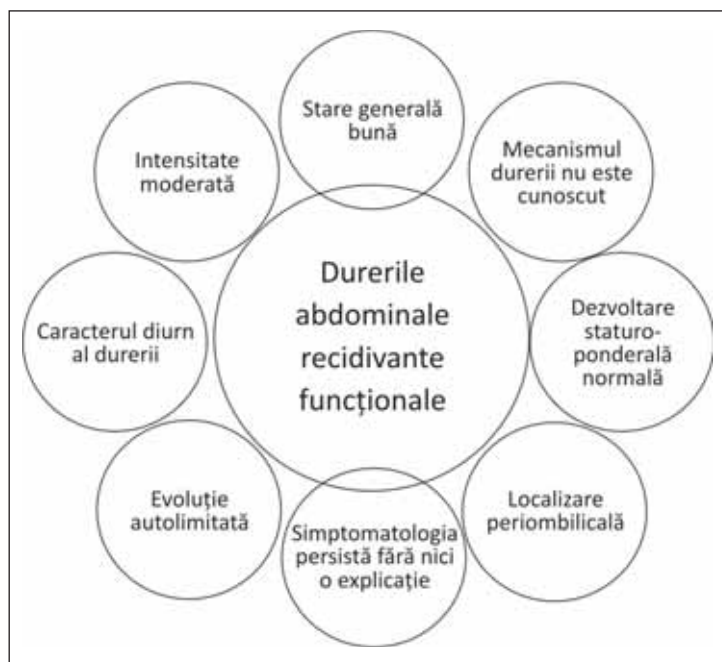 Stare generală
bună
Mecanismul
durerii nu este
cunoscut
Dezvoltare
staturo-
ponderală
normală
Localizare
periombilicală
Simptomatologia
persistă fără nici
o explicație
Evoluție
autolimitată
Caracterul diurn
al durerii
Intensitate
moderată
Durerile
abdominale
recidivante
funcționale